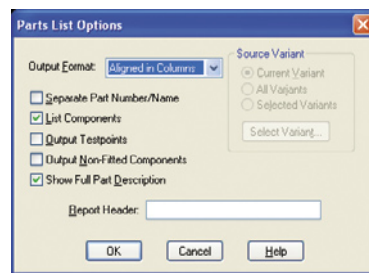 Parts List Options
Output Format: Aligned in Columns
Separate Part Number/Name
List Components
Output Testpoints
Output Non-Fitted Components
Show Full Part Description
Source Variant
Current Variant
All Variants
Selected Variants
Select Variant...
Report Header:
OK Cancel Help